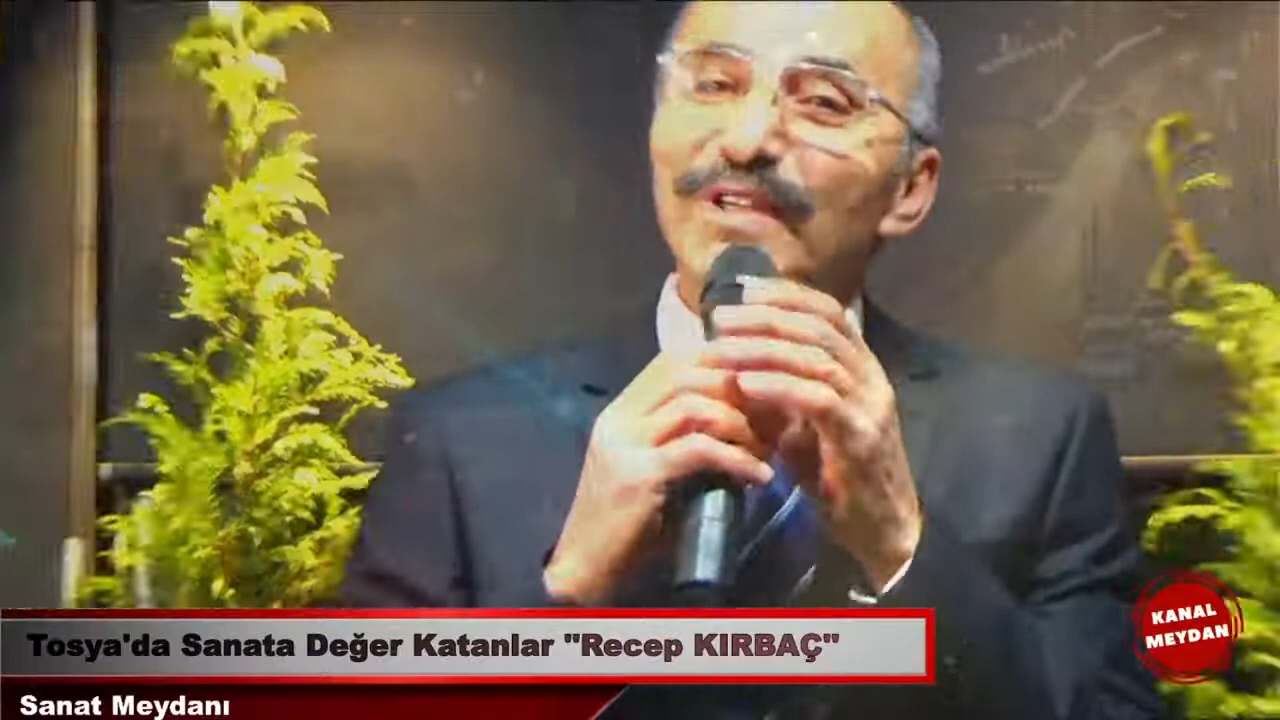 Tosya'da Sanata Değer Katanlar "Recep KIRBAÇ"
KANAL
MEYDAN
Sanat Meydanı